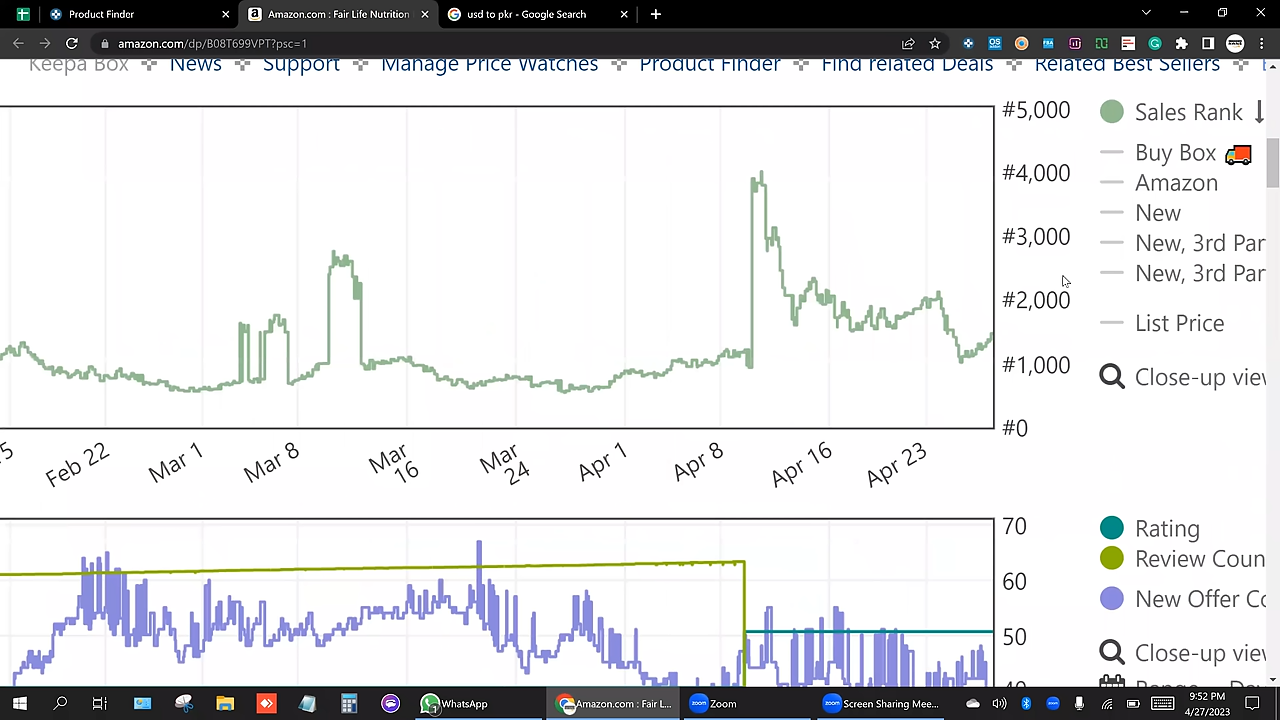 Product Finder
Amazon.com : Fair Life Nutrition
usd to pkr - Google Search
amazon.com/dp/B08T699VPT?psc=1
Keepa Box News Support Manage Price Watches Product Finder Find related Deals Related Best Sellers
#5,000
#4,000
#3,000
#2,000
#1,000
#0
5 Feb 22 Mar 1 Mar 8 Mar 16 Mar 24 Apr 1 Apr 8 Apr 16 Apr 23
Sales Rank
Buy Box
Amazon
New
New, 3rd Par
New, 3rd Par
List Price
Close-up view
70
60
50
40
Rating
Review Coun
New Offer Co
Close-up view
WhatsApp
Amazon.com : Fair L...
Zoom
Screen Sharing Mee...
9:52 PM
4/27/2023